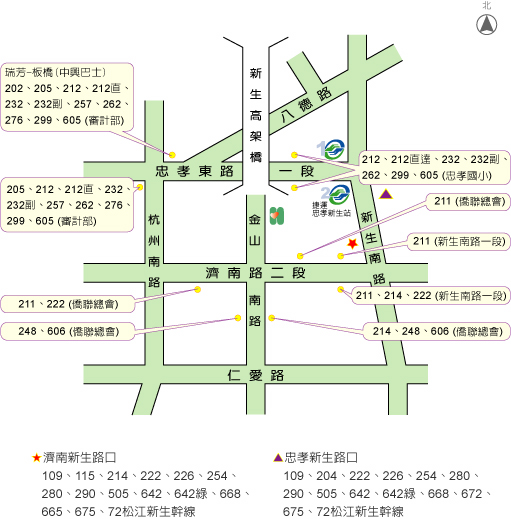 北
瑞芳-板橋(中興巴士)
202、205、212、212直、
232、232副、257、262、
276、299、605 (審計部)
新生高架橋
八德路
忠孝東路
一段
1
212、212直達、232、232副、
262、299、605 (忠孝國小)
205、212、212直、232、
232副、257、262、276、
299、605 (審計部)
2
捷運
忠孝新生站
211 (僑聯總會)
杭州南路
金山南路
新生南路
211 (新生南路一段)
濟南路二段
211、222 (僑聯總會)
211、214、222 (新生南路一段)
248、606 (僑聯總會)
214、248、606 (僑聯總會)
仁愛路
濟南新生路口
109、115、214、222、226、254、
280、290、505、642、642綠、668、
665、675、72松江新生幹線
忠孝新生路口
109、204、222、226、254、280、
290、505、642、642綠、668、672、
675、72松江新生幹線